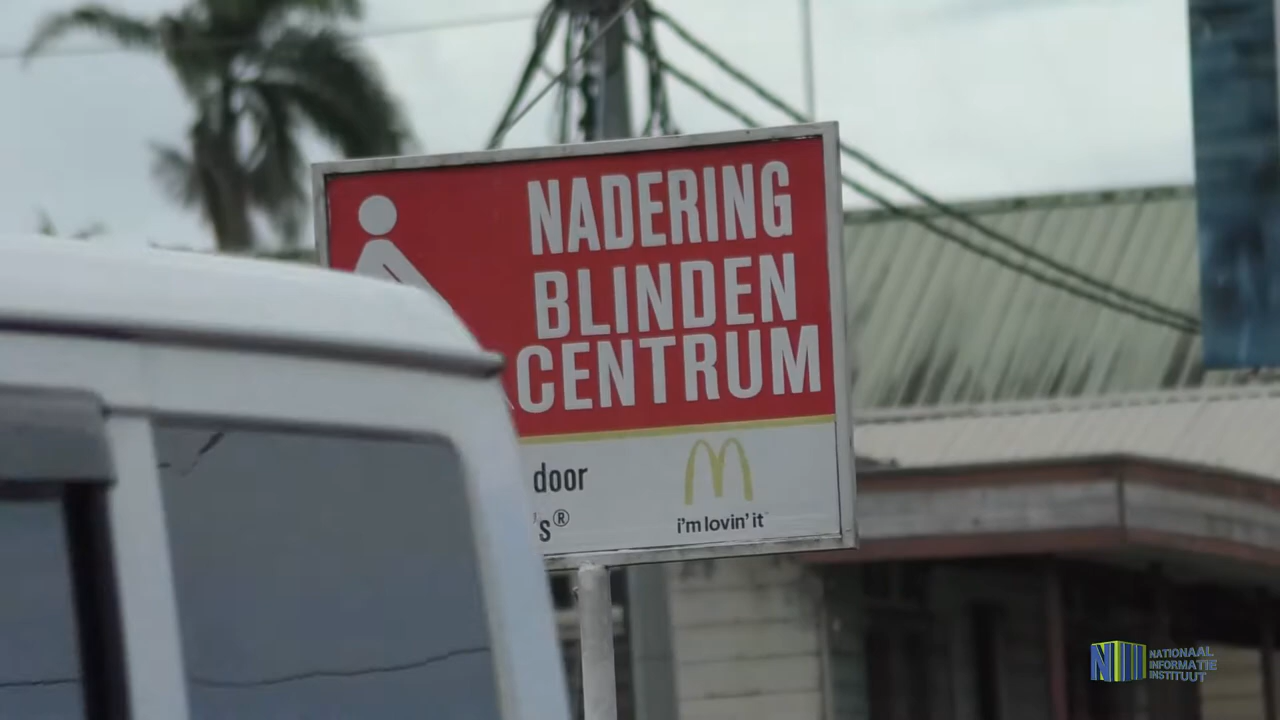 NADERING
BLINDEN
CENTRUM
door
's®
i'm lovin' it
NATIONAAL
INFORMATIE
INSTITUUT